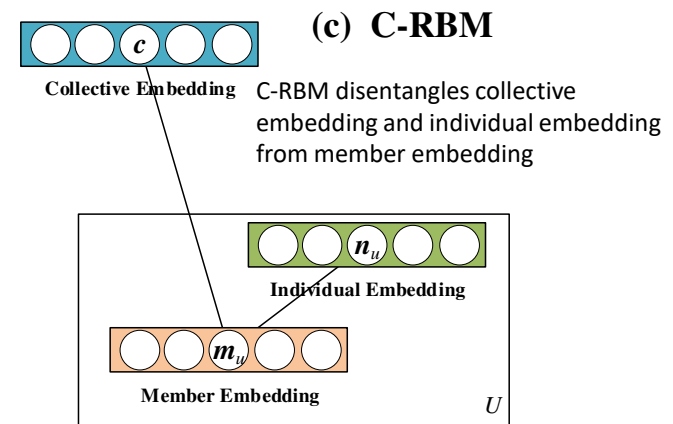 (c) C-RBM
c
Collective Embedding
C-RBM disentangles collective
embedding and individual embedding
from member embedding
n_u
Individual Embedding
m_u
Member Embedding
U